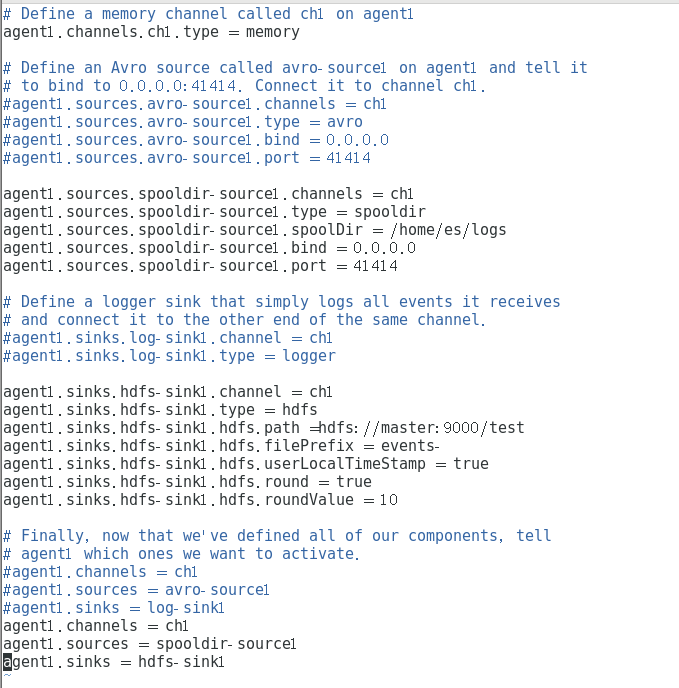 # Define a memory channel called ch1 on agent1
agent1.channels.ch1.type = memory
# Define an Avro source called avro-source1 on agent1 and tell it
# to bind to 0.0.0.0:41414. Connect it to channel ch1.
#agent1.sources.avro-source1.channels = ch1
#agent1.sources.avro-source1.type = avro
#agent1.sources.avro-source1.bind = 0.0.0.0
#agent1.sources.avro-source1.port = 41414
agent1.sources.spooldir-source1.channels = ch1
agent1.sources.spooldir-source1.type = spooldir
agent1.sources.spooldir-source1.spoolDir = /home/es/logs
agent1.sources.spooldir-source1.bind = 0.0.0.0
agent1.sources.spooldir-source1.port = 41414
# Define a logger sink that simply logs all events it receives
# and connect it to the other end of the same channel.
#agent1.sinks.log-sink1.channel = ch1
#agent1.sinks.log-sink1.type = logger
agent1.sinks.hdfs-sink1.channel = ch1
agent1.sinks.hdfs-sink1.type = hdfs
agent1.sinks.hdfs-sink1.hdfs.path =hdfs://master:9000/test
agent1.sinks.hdfs-sink1.hdfs.filePrefix = events-
agent1.sinks.hdfs-sink1.hdfs.userLocalTimeStamp = true
agent1.sinks.hdfs-sink1.hdfs.round = true
agent1.sinks.hdfs-sink1.hdfs.roundValue = 10
# Finally, now that we've defined all of our components, tell
# agent1 which ones we want to activate.
#agent1.channels = ch1
#agent1.sources = avro-source1
#agent1.sinks = log-sink1
agent1.channels = ch1
agent1.sources = spooldir-source1
agent1.sinks = hdfs-sink1
~